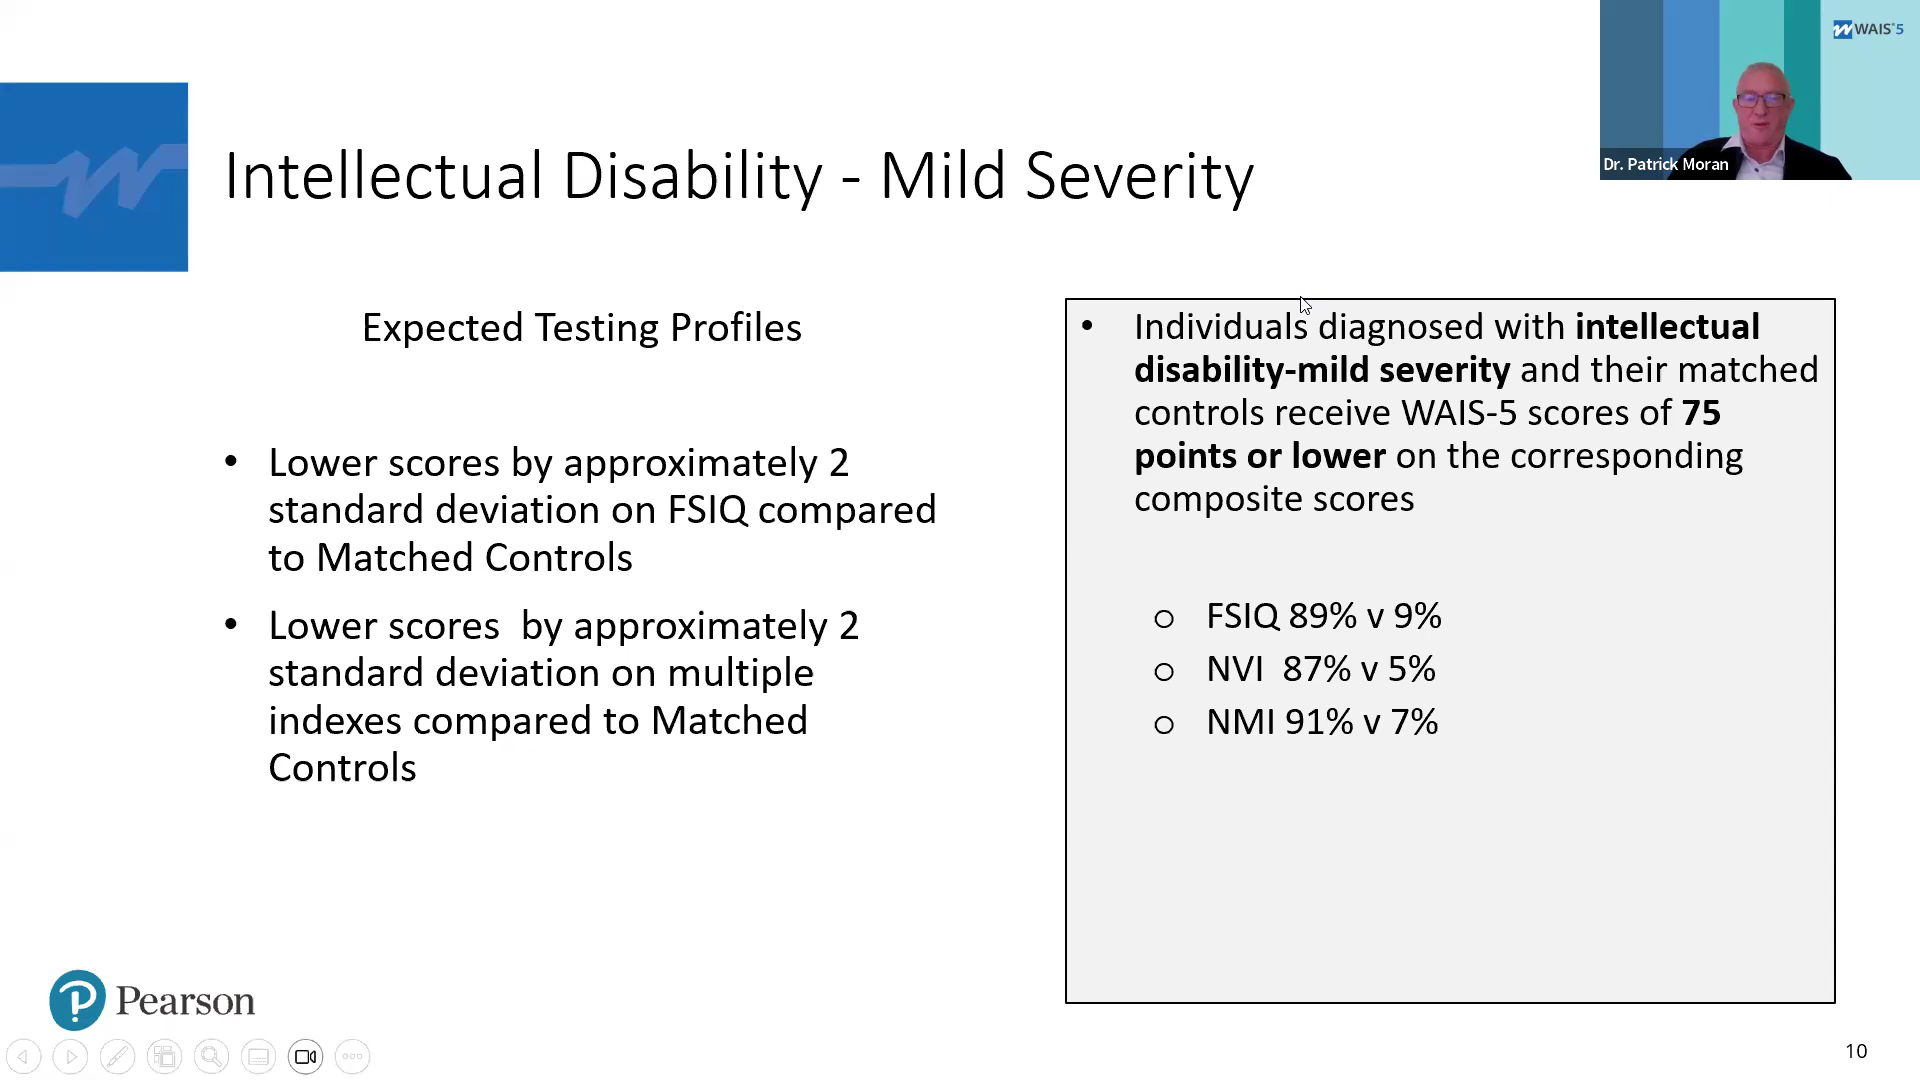 WAIS®5
Dr. Patrick Moran
Intellectual Disability - Mild Severity
Expected Testing Profiles
• Lower scores by approximately 2
standard deviation on FSIQ compared
to Matched Controls
• Lower scores  by approximately 2
standard deviation on multiple
indexes compared to Matched
Controls
• Individuals diagnosed with intellectual
disability-mild severity and their matched
controls receive WAIS-5 scores of 75
points or lower on the corresponding
composite scores
o FSIQ 89% v 9%
o NVI  87% v 5%
o NMI 91% v 7%
Pearson
10